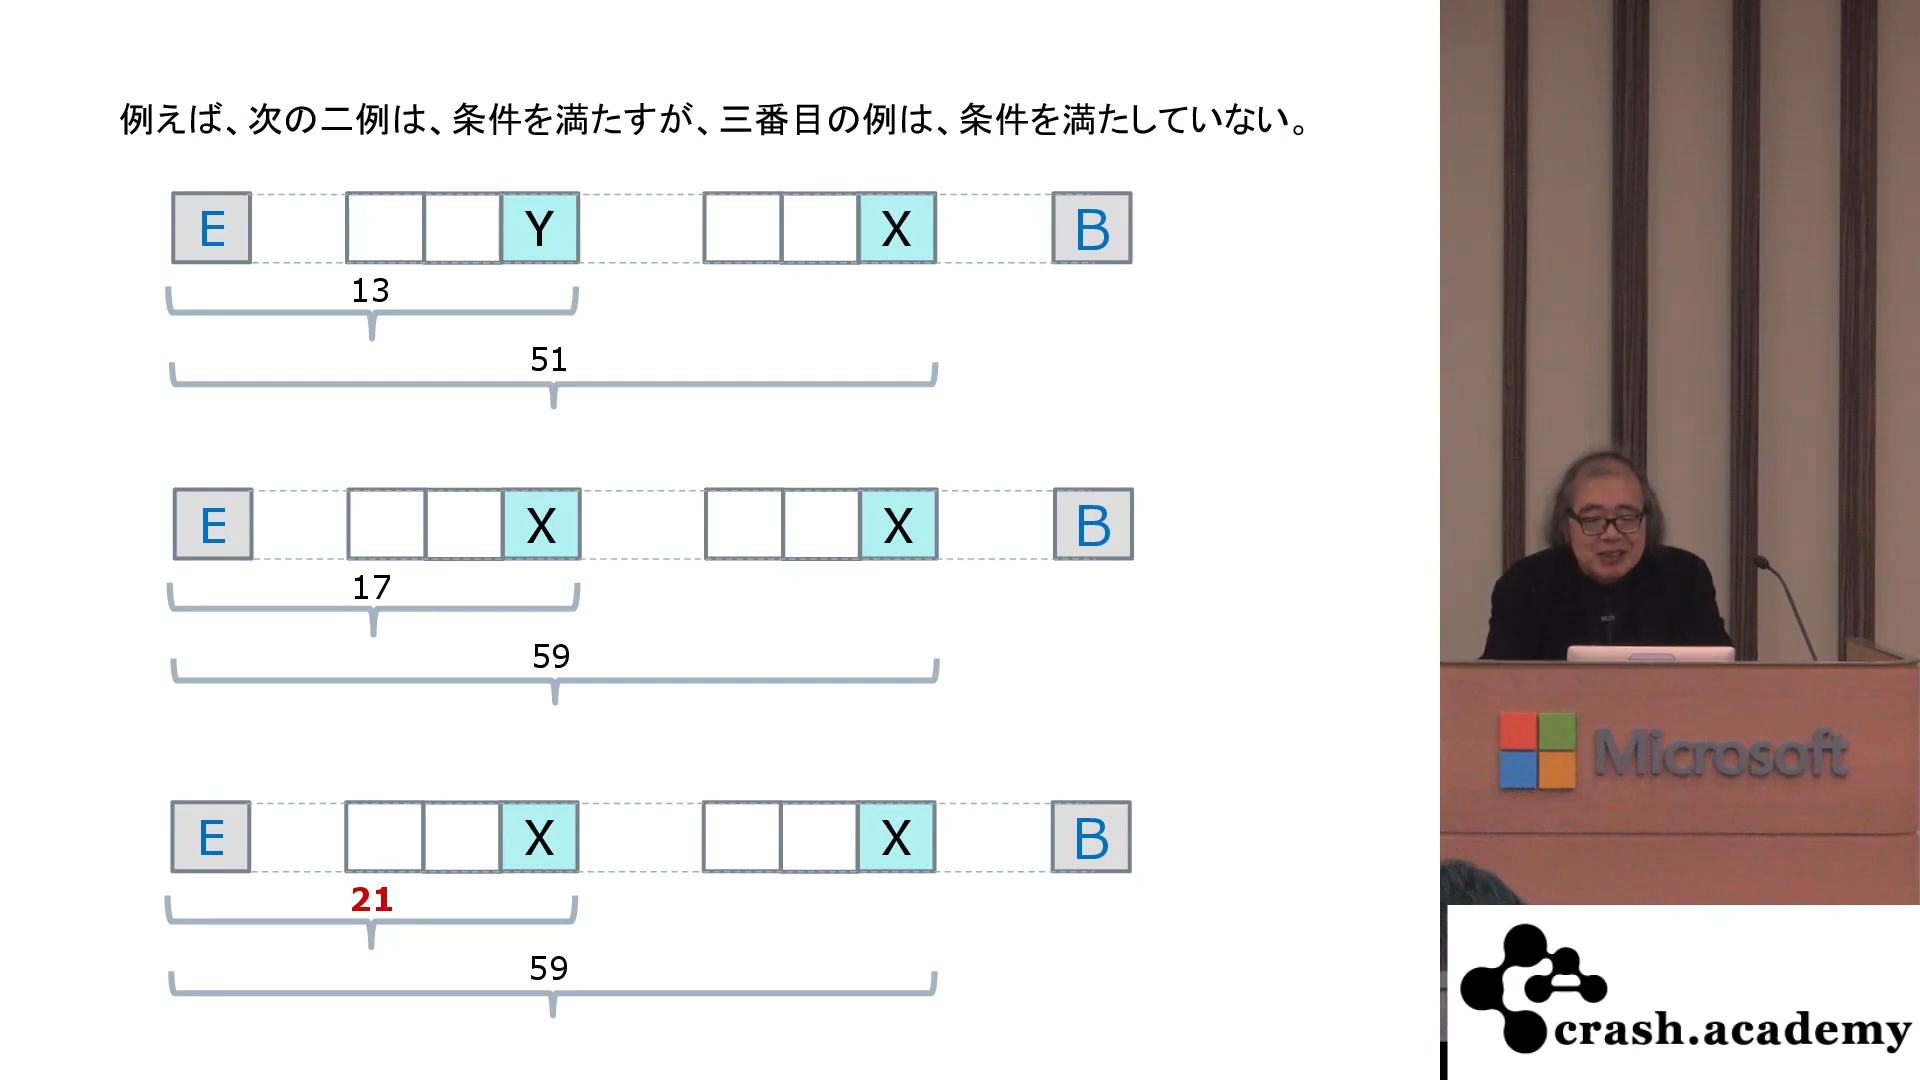 例えば、次の二例は、条件を満たすが、三番目の例は、条件を満たしていない。
E Y X B
13
51
E X X B
17
59
E X X B
21
59
Microsoft
crash.academy